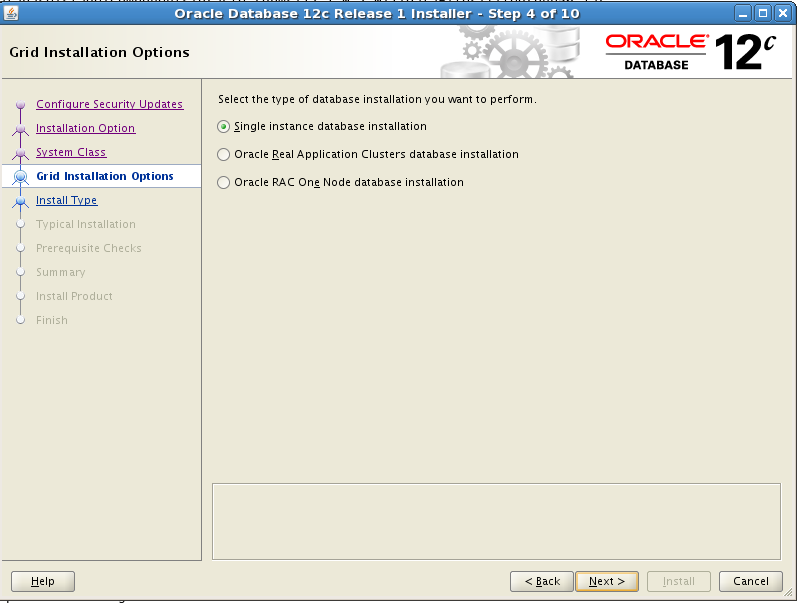 Oracle Database 12c Release 1 Installer - Step 4 of 10
Grid Installation Options
ORACLE
DATABASE
12c
Configure Security Updates
Installation Option
System Class
Grid Installation Options
Install Type
Typical Installation
Prerequisite Checks
Summary
Install Product
Finish
Select the type of database installation you want to perform.
Single instance database installation
Oracle Real Application Clusters database installation
Oracle RAC One Node database installation
Help
< Back
Next >
Install
Cancel